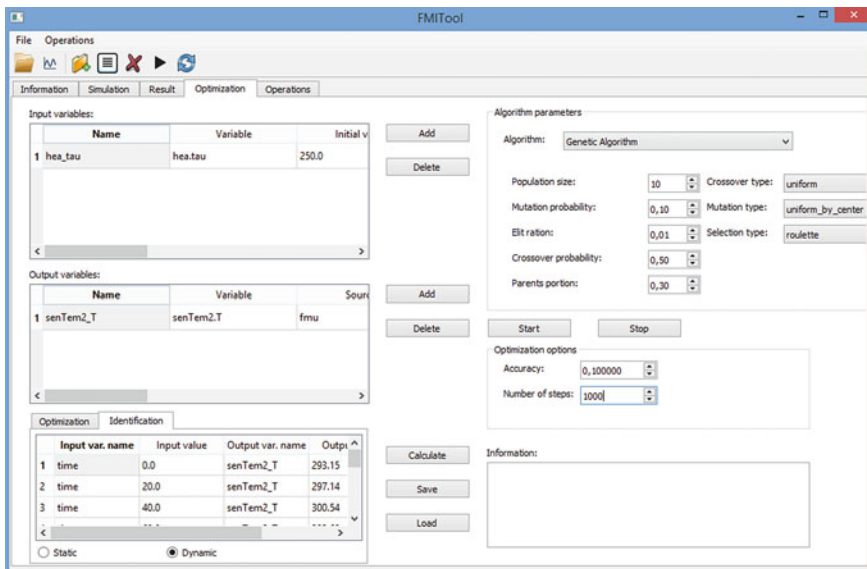 FMITool
File Operations
Information Simulation Result Optimization Operations
Input variables:
Name Variable Initial v
1 hea_tau hea.tau 250.0
Add
Delete
Output variables:
Name Variable Sourc
1 senTem2_T senTem2.T fmu
Add
Delete
Optimization Identification
Input var. name Input value Output var. name Outpu
1 time 0.0 senTem2_T 293.15
2 time 20.0 senTem2_T 297.14
3 time 40.0 senTem2_T 300.54
Static Dynamic
Calculate
Save
Load
Algorithm parameters
Algorithm: Genetic Algorithm
Population size: 10 Crossover type: uniform
Mutation probability: 0,10 Mutation type: uniform_by_center
Elit ration: 0,01 Selection type: roulette
Crossover probability: 0,50
Parents portion: 0,30
Start Stop
Optimization options
Accuracy: 0,100000
Number of steps: 1000
Information: